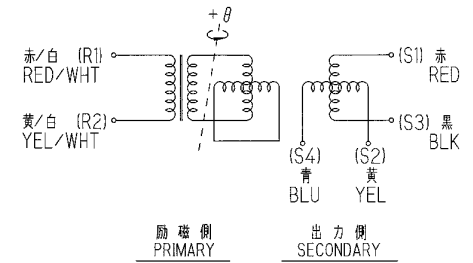 +θ
赤/白 (R1)
RED/WHT
黄/白 (R2)
YEL/WHT
(S1) 赤
RED
(S3) 黒
BLK
(S4)
青
BLU
(S2)
黄
YEL
励磁側
PRIMARY
出力側
SECONDARY